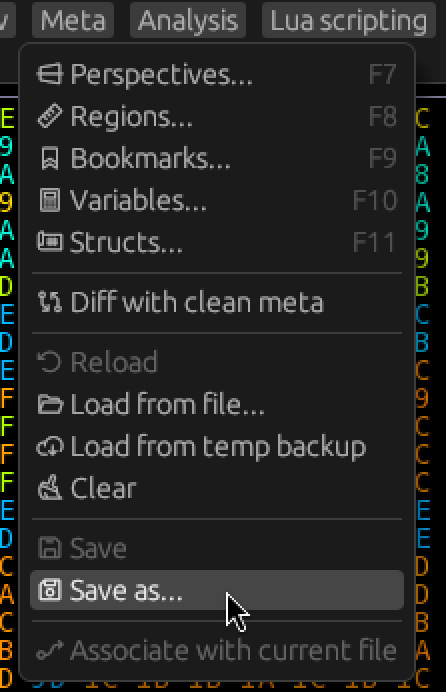 Meta Analysis Lua scripting
Perspectives... F7
Regions... F8
Bookmarks... F9
Variables... F10
Structs... F11
Diff with clean meta
Reload
Load from file...
Load from temp backup
Clear
Save
Save as...
Associate with current file